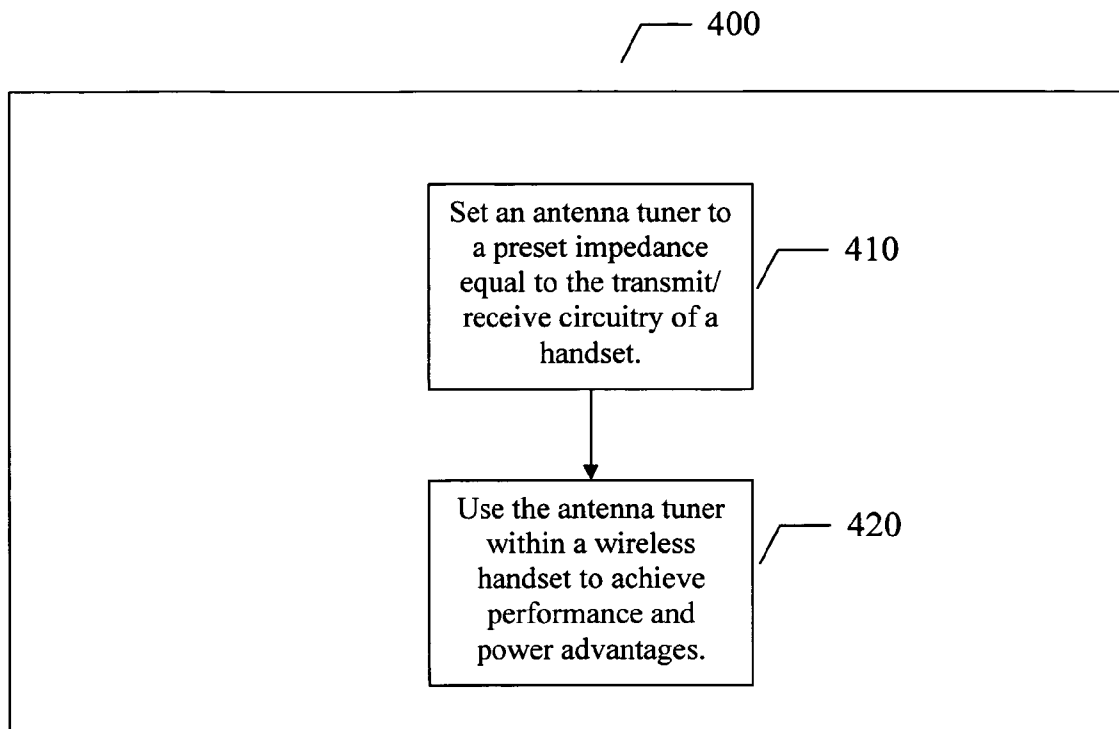 400
Set an antenna tuner to
a preset impedance
equal to the transmit/
receive circuitry of a
handset.
410
Use the antenna tuner
within a wireless
handset to achieve
performance and
power advantages.
420